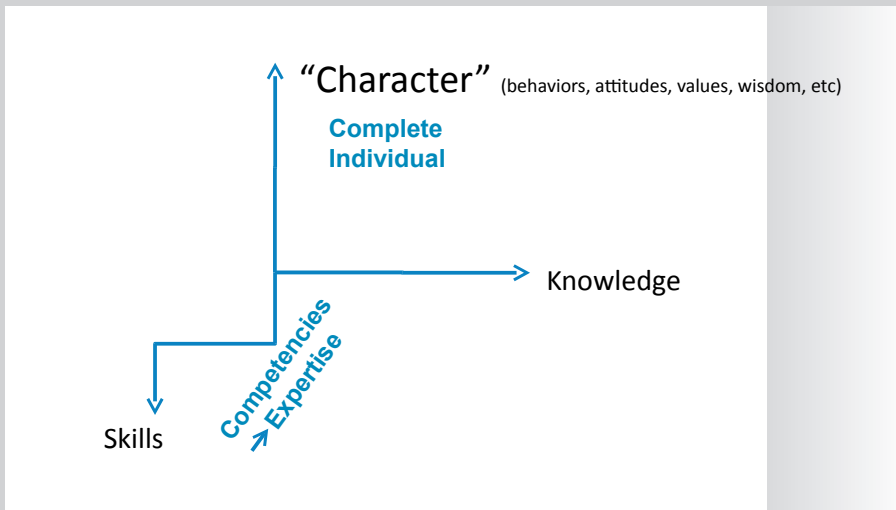 “Character” (behaviors, attitudes, values, wisdom, etc)
Complete
Individual
Knowledge
Competencies
Expertise
Skills